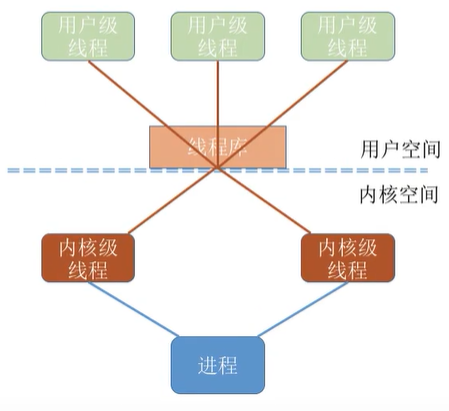 用户级
线程
用户级
线程
用户级
线程
线程库
用户空间
内核空间
内核级
线程
内核级
线程
进程